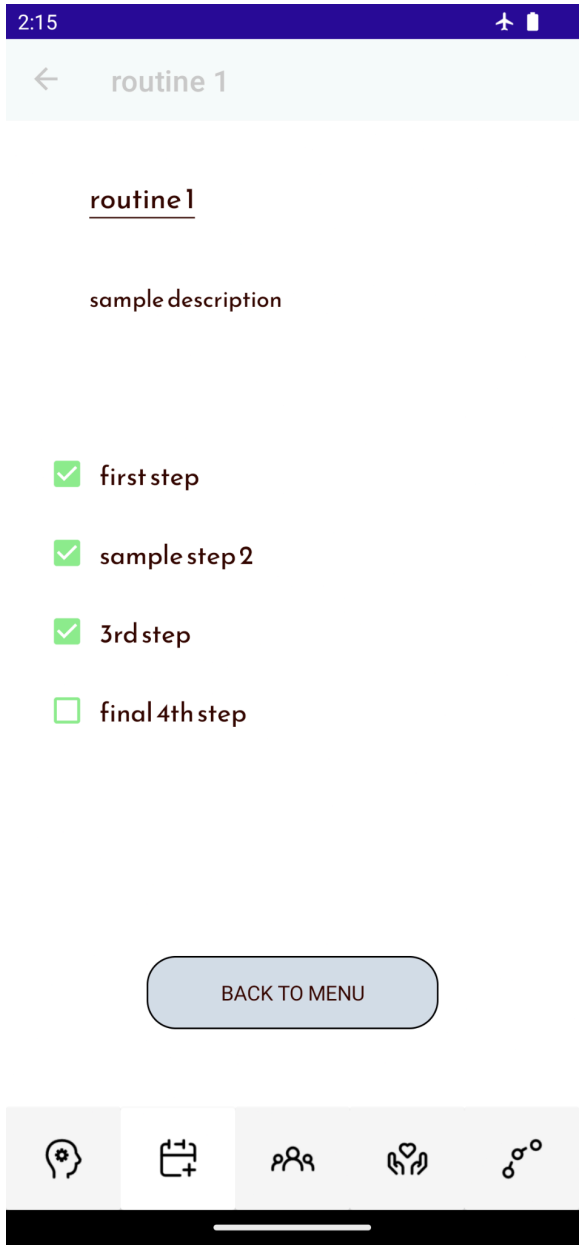 2:15
routine 1
routine 1
sample description
first step
sample step 2
3rd step
final 4th step
BACK TO MENU